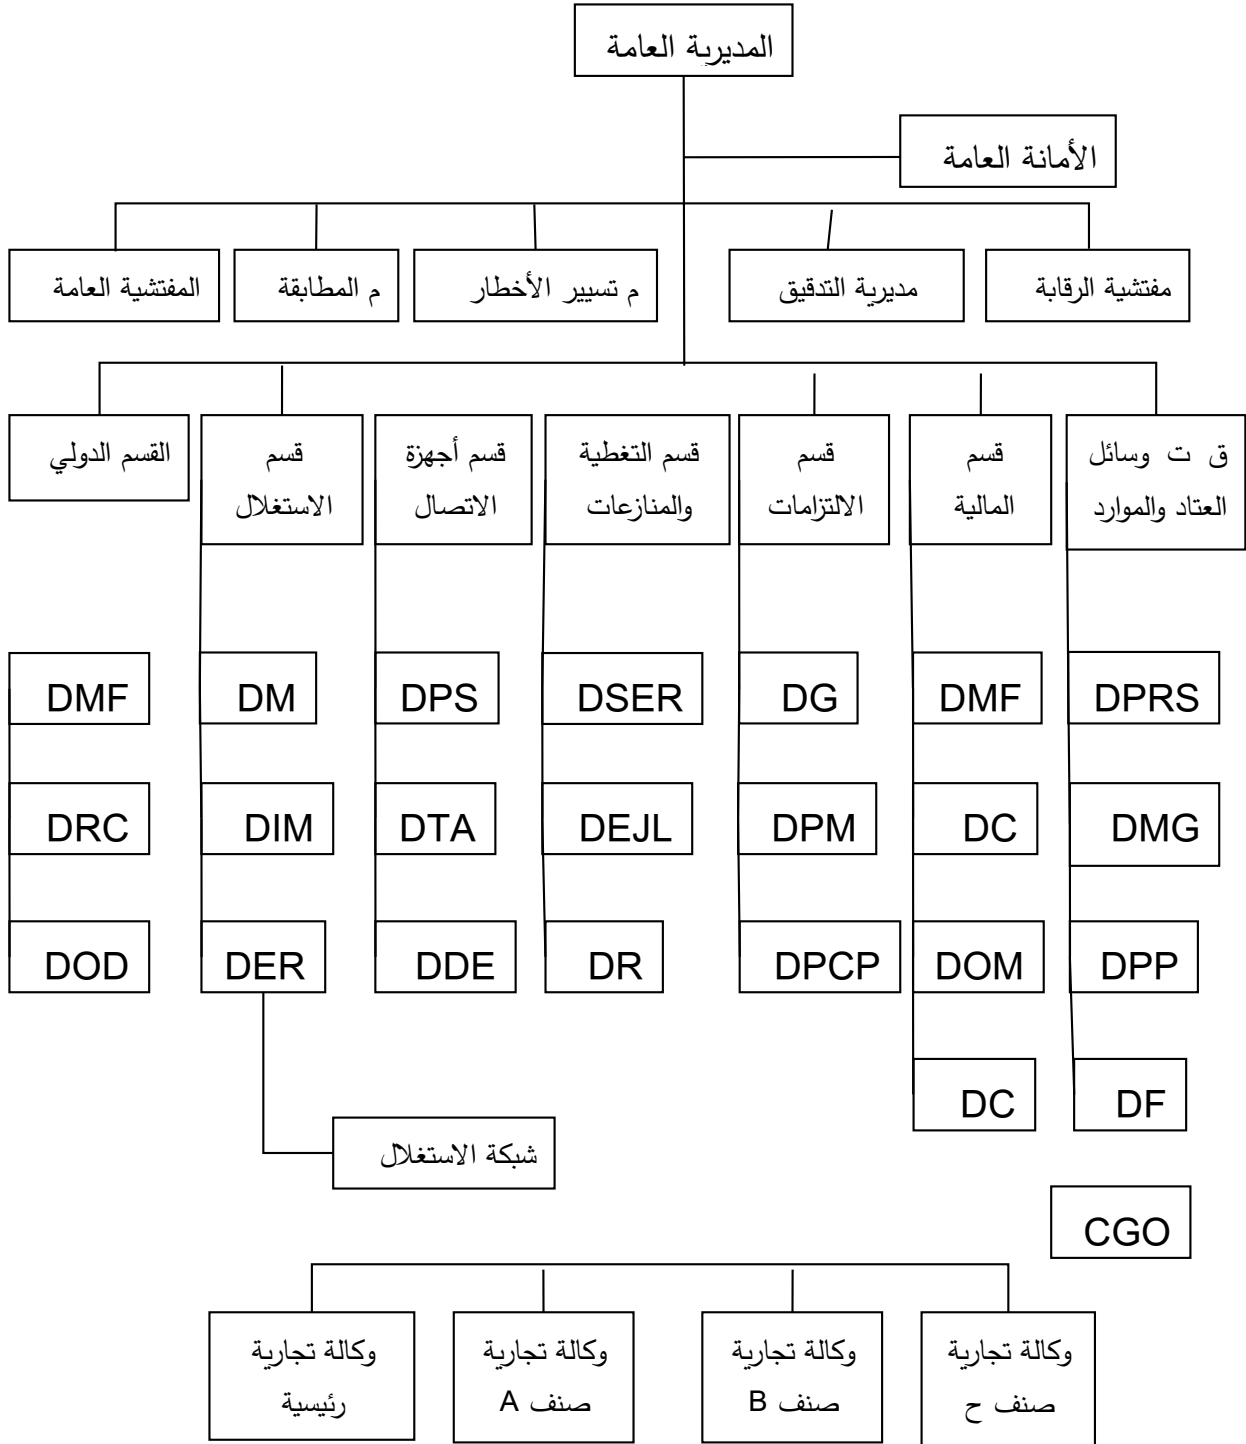 المديرية العامة
الأمانة العامة
مفتشية الرقابة
مديرية التدقيق
م تسيير الأخطار
م المطابقة
المفتشية العامة
ق ت وسائل
العتاد والموارد
قسم
المالية
قسم
الالتزامات
قسم التغطية
والمنازعات
قسم أجهزة
الاتصال
قسم
الاستغلال
القسم الدولي
DPRS
DMF
DG
DSER
DPS
DM
DMF
DMG
DC
DPM
DEJL
DTA
DIM
DRC
DPP
DOM
DPCP
DR
DDE
DER
DOD
DF
DC
شبكة الاستغلال
CGO
وكالة تجارية
صنف ح
وكالة تجارية
صنف B
وكالة تجارية
صنف A
وكالة تجارية
رئيسية